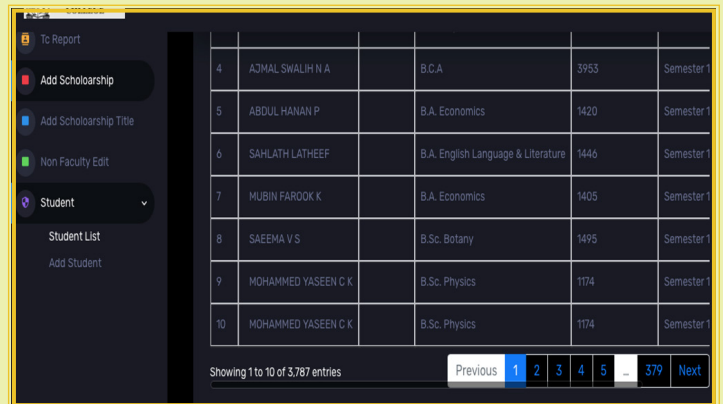 Tc Report
4 AJMAL SWALIH N A B.C.A 3953 Semester 1
Add Scholoarship
5 ABDUL HANAN P B.A. Economics 1420 Semester 1
Add Scholoarship Title
6 SAHLATH LATHEEF B.A. English Language & Literature 1446 Semester 1
Non Faculty Edit
7 MUBIN FAROOK K B.A. Economics 1405 Semester 1
Student
Student List
8 SAEEMA V S B.Sc. Botany 1495 Semester 1
Add Student
9 MOHAMMED YASEEN C K B.Sc. Physics 1174 Semester 1
10 MOHAMMED YASEEN C K B.Sc. Physics 1174 Semester 1
Showing 1 to 10 of 3,787 entries Previous 1 2 3 4 5 … 379 Next